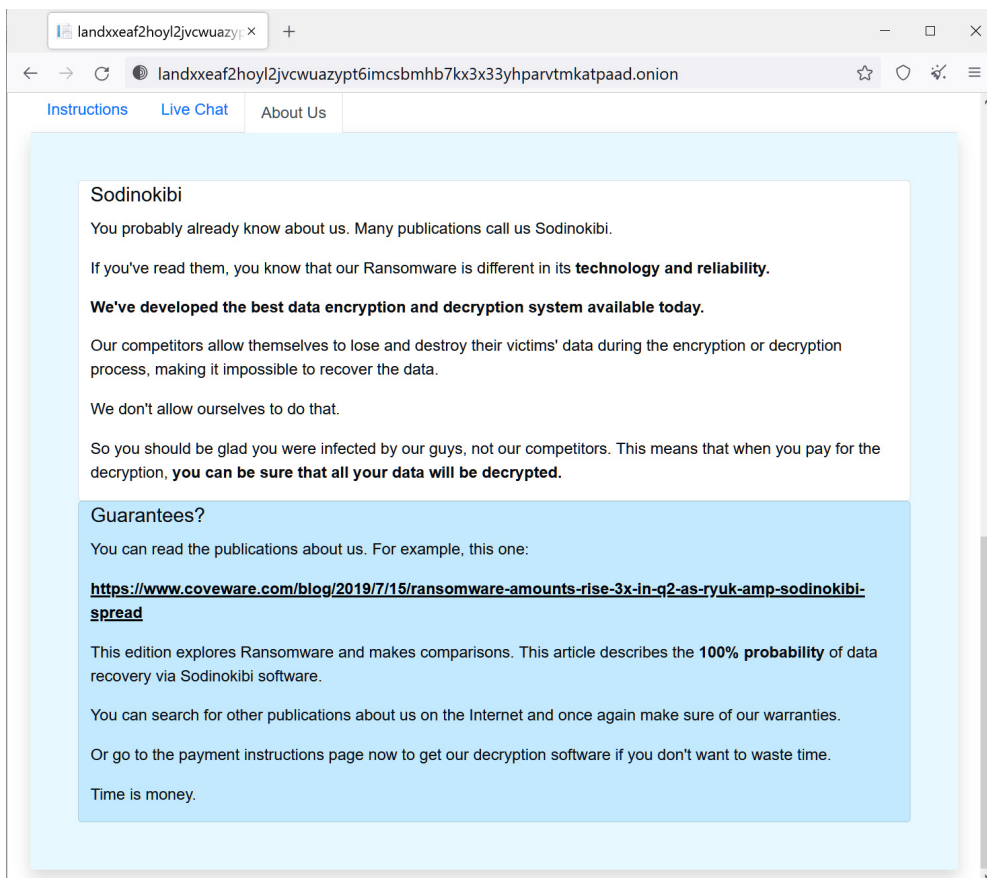 landxxeaf2hoyl2jvcwuazyp
landxxeaf2hoyl2jvcwuazypt6imcsbmhb7kx3x33yhparvtmkatpaad.onion
Instructions Live Chat About Us
Sodinokibi
You probably already know about us. Many publications call us Sodinokibi.
If you've read them, you know that our Ransomware is different in its technology and reliability.
We've developed the best data encryption and decryption system available today.
Our competitors allow themselves to lose and destroy their victims' data during the encryption or decryption
process, making it impossible to recover the data.
We don't allow ourselves to do that.
So you should be glad you were infected by our guys, not our competitors. This means that when you pay for the
decryption, you can be sure that all your data will be decrypted.
Guarantees?
You can read the publications about us. For example, this one:
https://www.coveware.com/blog/2019/7/15/ransomware-amounts-rise-3x-in-q2-as-ryuk-amp-sodinokibi-
spread
This edition explores Ransomware and makes comparisons. This article describes the 100% probability of data
recovery via Sodinokibi software.
You can search for other publications about us on the Internet and once again make sure of our warranties.
Or go to the payment instructions page now to get our decryption software if you don't want to waste time.
Time is money.